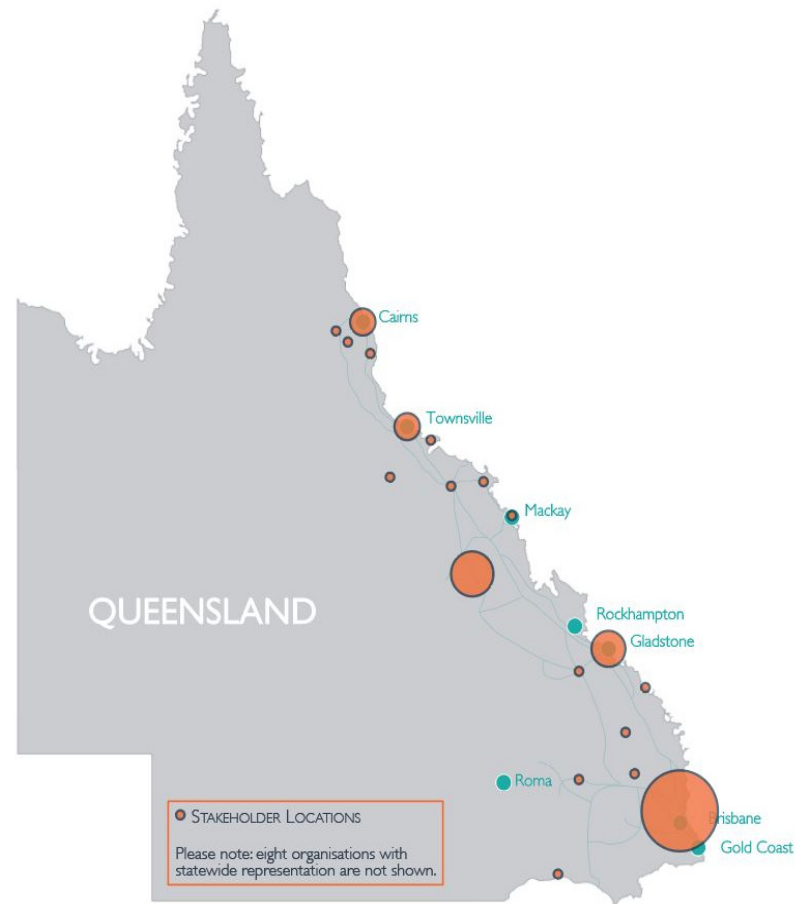 Cairns
Townsville
Mackay
QUEENSLAND
Rockhampton
Gladstone
Roma
Brisbane
Gold Coast
STAKEHOLDER LOCATIONS
Please note: eight organisations with
statewide representation are not shown.